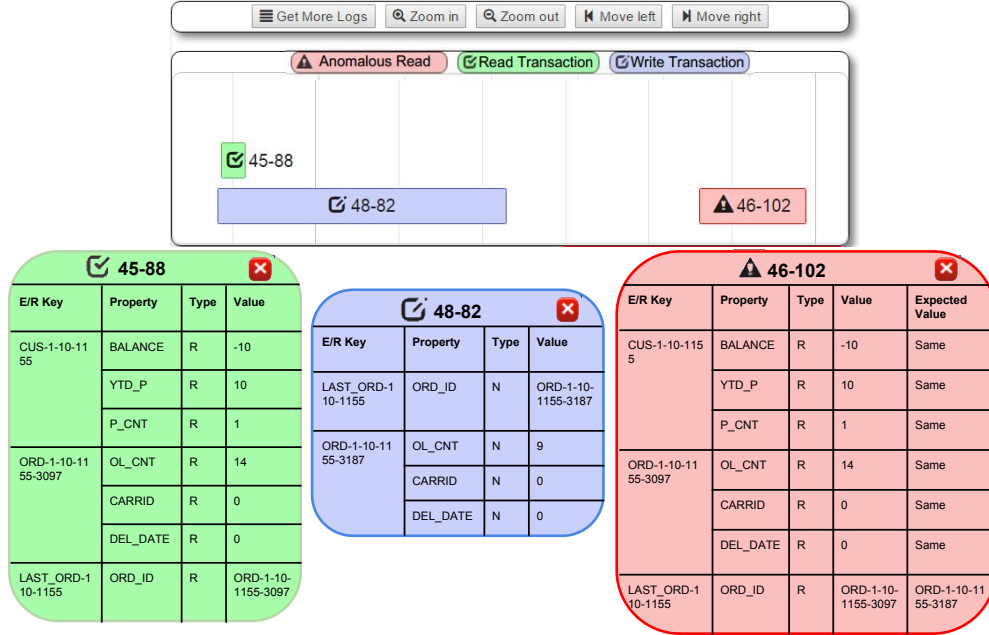 Get More Logs Zoom in Zoom out Move left Move right
Anomalous Read Read Transaction Write Transaction
45-88
48-82
46-102
45-88
E/R Key Property Type Value
CUS-1-10-11
55 BALANCE R -10
YTD_P R 10
P_CNT R 1
ORD-1-10-11
55-3097 OL_CNT R 14
CARRID R 0
DEL_DATE R 0
LAST_ORD-1
10-1155 ORD_ID R ORD-1-10-
1155-3097
48-82
E/R Key Property Type Value
LAST_ORD-1
10-1155 ORD_ID N ORD-1-10-
1155-3187
ORD-1-10-11
55-3187 OL_CNT N 9
CARRID N 0
DEL_DATE N 0
46-102
E/R Key Property Type Value Expected
Value
CUS-1-10-115
5 BALANCE R -10 Same
YTD_P R 10 Same
P_CNT R 1 Same
ORD-1-10-11
55-3097 OL_CNT R 14 Same
CARRID R 0 Same
DEL_DATE R 0 Same
LAST_ORD-1
10-1155 ORD_ID R ORD-1-10-
1155-3097 ORD-1-10-11
55-3187